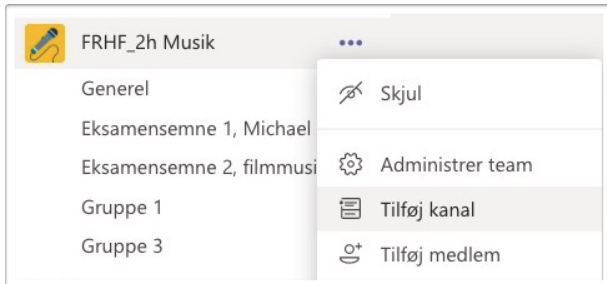 FRHF_2h Musik
Generel
Eksamensemne 1, Michael
Eksamensemne 2, filmmusi
Gruppe 1
Gruppe 3
Skjul
Administrer team
Tilføj kanal
Tilføj medlem